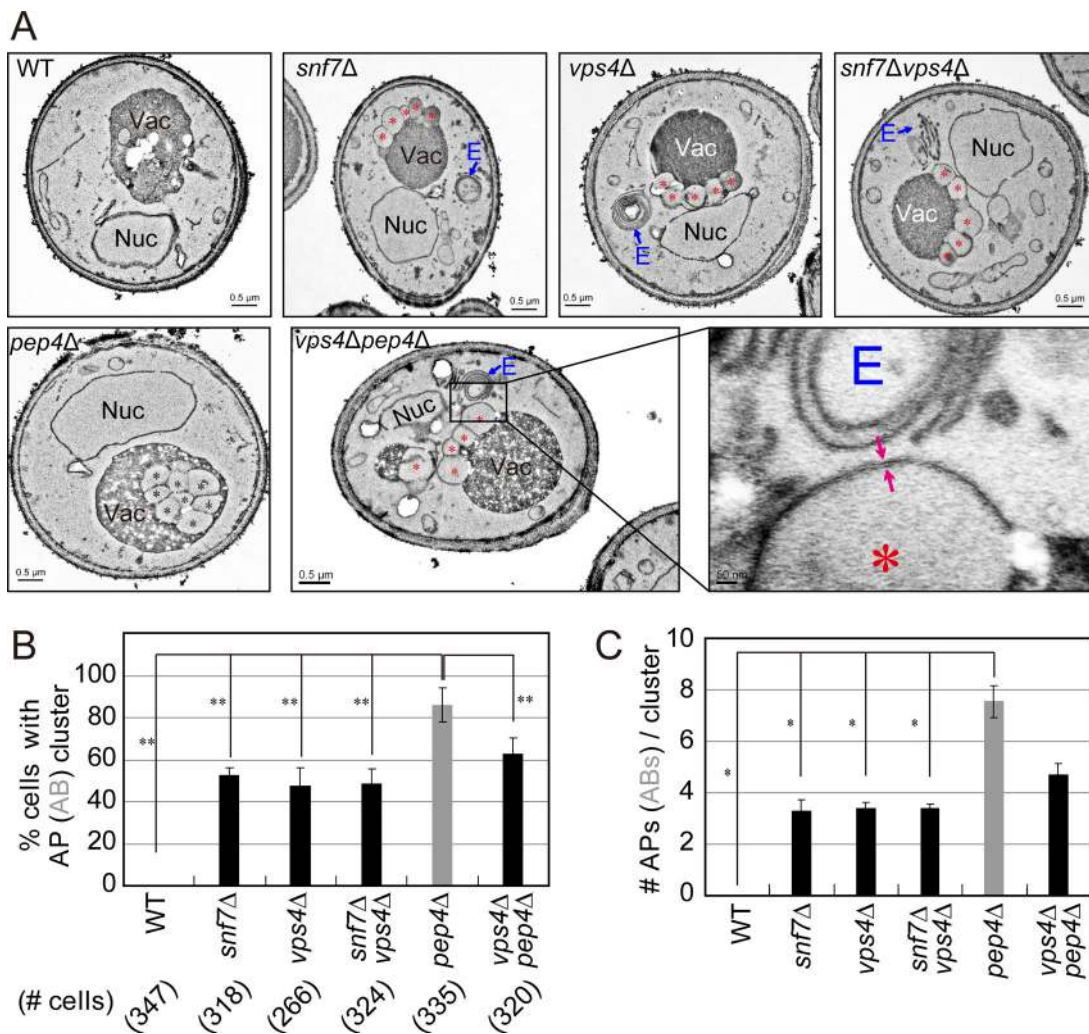 A
WT
Vac
Nuc
0.5 µm
snf7Δ
* * * * *
Vac
E
Nuc
0.5 µm
vps4Δ
Vac
* * * * *
E
Nuc
0.5 µm
snf7Δvps4Δ
E
Nuc
Vac
* * * * *
0.5 µm
pep4Δ
Nuc
Vac
0.5 µm
vps4Δpep4Δ
E
Nuc
Vac
0.5 µm
E
*
50 nm
B
% cells with
AP (AB) cluster
100
80
60
40
20
0
**
**
**
**
**
WT
snf7Δ
vps4Δ
snf7Δ
vps4Δ
pep4Δ
vps4Δ
pep4Δ
(# cells)
(347)
(318)
(266)
(324)
(335)
(320)
C
# APs (ABs) / cluster
10
8
6
4
2
0
*
*
*
*
WT
snf7Δ
vps4Δ
snf7Δ
vps4Δ
pep4Δ
vps4Δ
pep4Δ